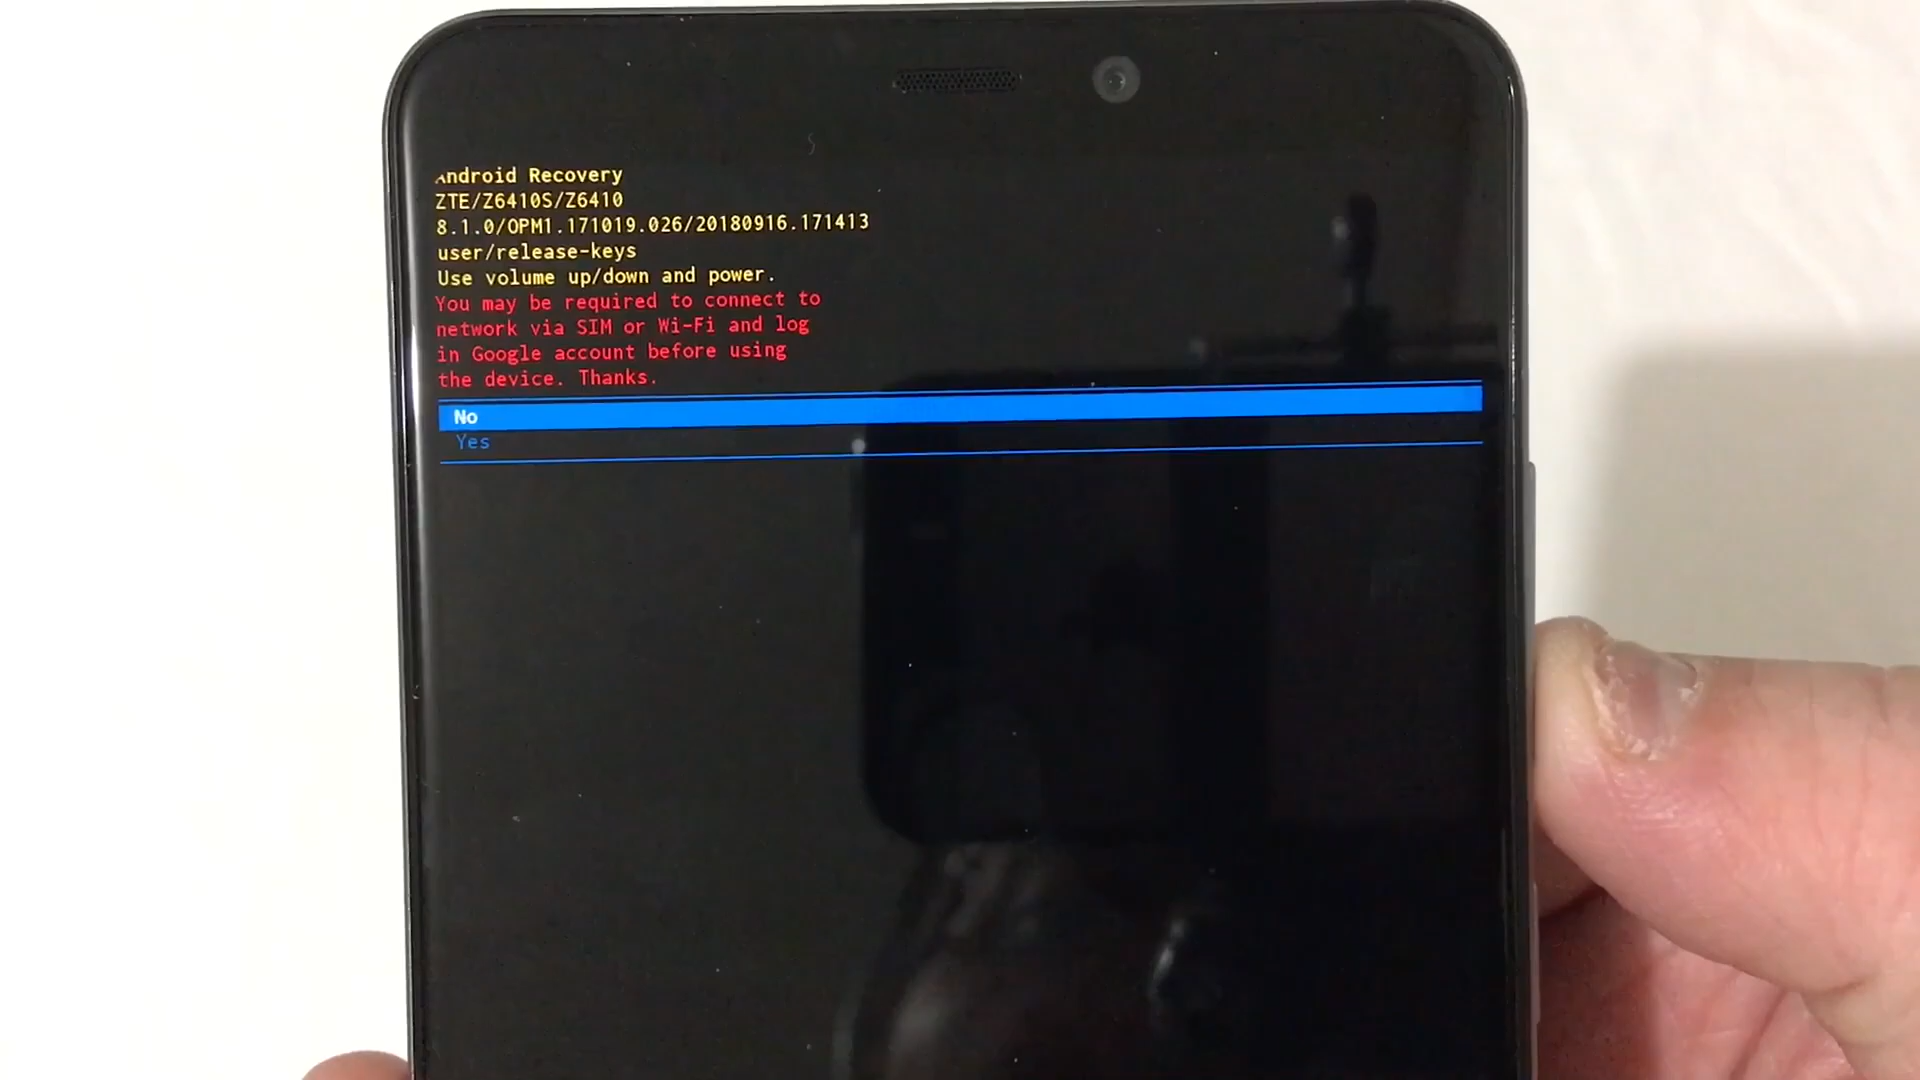 Android Recovery
ZTE/Z6410S/Z6410
8.1.0/OPM1.171019.026/20180916.171413
user/release-keys
Use volume up/down and power.
You may be required to connect to
network via SIM or Wi-Fi and log
in Google account before using
the device. Thanks.
No
Yes